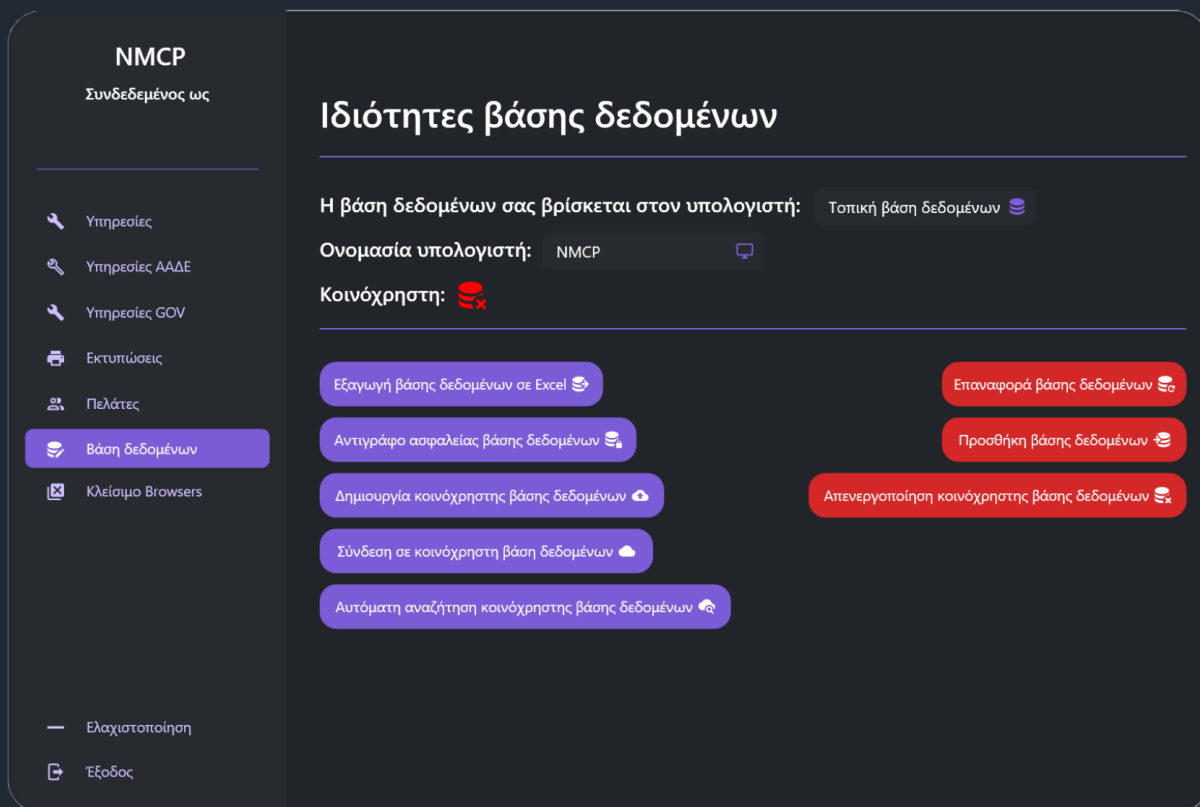 NMCP
Συνδεδεμένος ως
Υπηρεσίες
Υπηρεσίες ΑΑΔΕ
Υπηρεσίες GOV
Εκτυπώσεις
Πελάτες
Βάση δεδομένων
Κλείσιμο Browsers
Ελαχιστοποίηση
Έξοδος
Ιδιότητες βάσης δεδομένων
Η βάση δεδομένων σας βρίσκεται στον υπολογιστή: Τοπική βάση δεδομένων
Ονομασία υπολογιστή: NMCP
Κοινόχρηστη:
Εξαγωγή βάσης δεδομένων σε Excel
Αντιγράφο ασφαλείας βάσης δεδομένων
Δημιουργία κοινόχρηστης βάσης δεδομένων
Σύνδεση σε κοινόχρηστη βάση δεδομένων
Αυτόματη αναζήτηση κοινόχρηστης βάσης δεδομένων
Επαναφορά βάσης δεδομένων
Προσθήκη βάσης δεδομένων
Απενεργοποίηση κοινόχρηστης βάσης δεδομένων